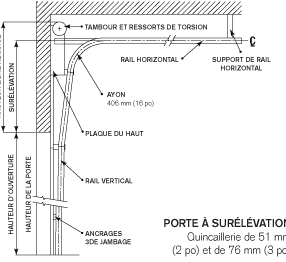 TAMBOUR ET RESSORTS DE TORSION
RAIL HORIZONTAL
SUPPORT DE RAIL
HORIZONTAL
AYON
406 mm (16 po)
SURÉLÉVATION
PLAQUE DU HAUT
HAUTEUR D'OUVERTURE
HAUTEUR DE LA PORTE
RAIL VERTICAL
ANCRAGES
3DE JAMBAGE
PORTE À SURÉLÉVATION
Quincaillerie de 51 mm
(2 po) et de 76 mm (3 po